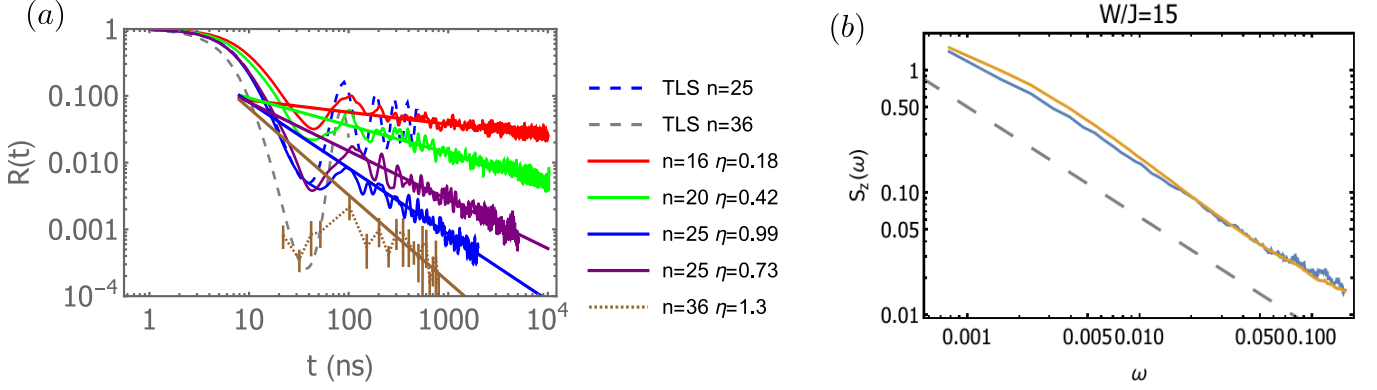 (a)
R(t)
1
0.100
0.010
0.001
10⁻⁴
1 10 100 1000 10⁴
t (ns)
TLS n=25
TLS n=36
n=16 η=0.18
n=20 η=0.42
n=25 η=0.99
n=25 η=0.73
n=36 η=1.3
(b)
W/J=15
S_z(ω)
1
0.50
0.10
0.05
0.01
0.001 0.005 0.010 0.050 0.100
ω